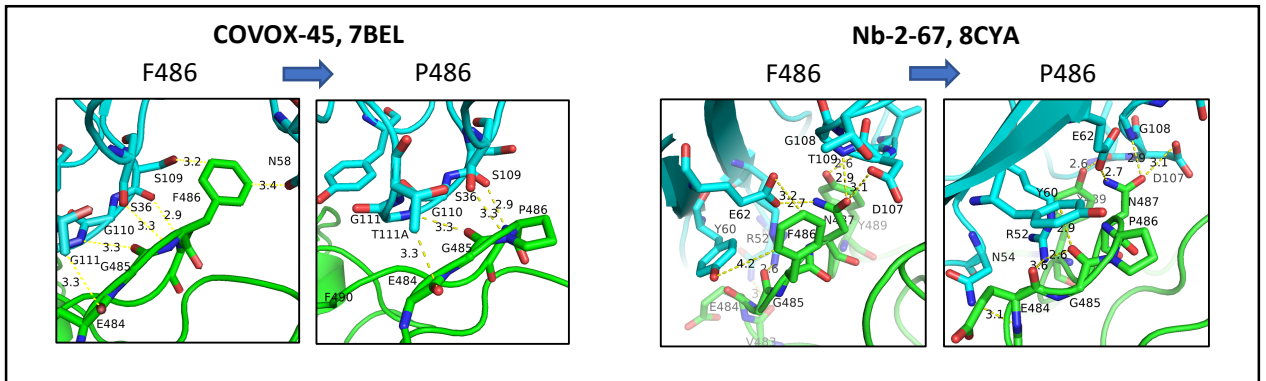 COVOX-45, 7BEL
F486
P486
3.2
N58
S109
F486
3.4
S36
2.9
G110
3.3
3.3
G111
G485
3.3
E484
S109
S36
G111
G110
2.9
3.3
P486
T111A
3.3
G485
3.3
E484
F490
Nb-2-67, 8CYA
F486
P486
G108
T109
2.6
2.9
3.1
3.2
2.7
E62
D107
N487
Y60
R52
F486
Y489
4.2
2.6
G485
E484
V483
E62
G108
2.6
2.9
3.1
2.7
D107
Y60
Y489
N487
R52
2.9
P486
N54
3.6
2.6
G485
E484
3.1